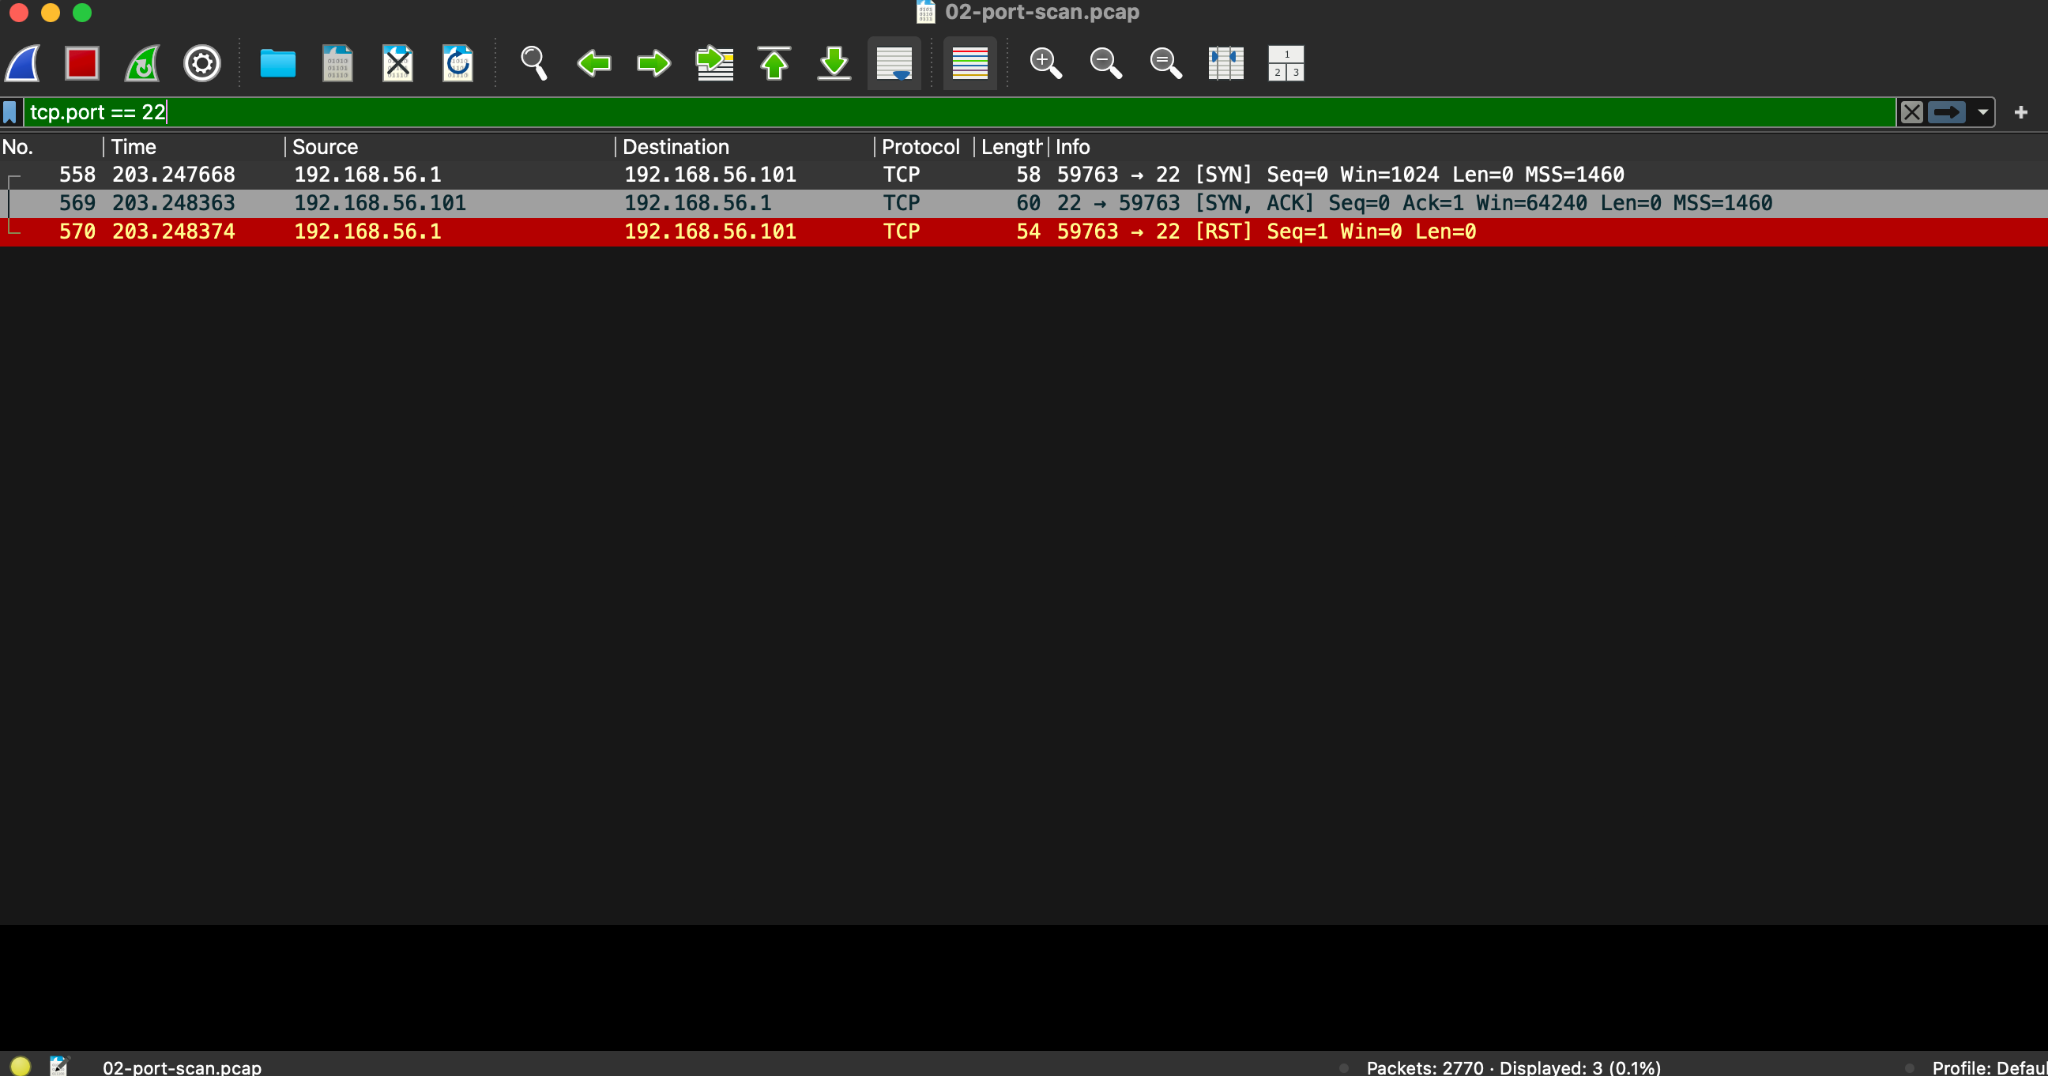 02-port-scan.pcap
1
2 3
tcp.port == 22
No. Time Source Destination Protocol Length Info
558 203.247668 192.168.56.1 192.168.56.101 TCP 58 59763 → 22 [SYN] Seq=0 Win=1024 Len=0 MSS=1460
569 203.248363 192.168.56.101 192.168.56.1 TCP 60 22 → 59763 [SYN, ACK] Seq=0 Ack=1 Win=64240 Len=0 MSS=1460
570 203.248374 192.168.56.1 192.168.56.101 TCP 54 59763 → 22 [RST] Seq=1 Win=0 Len=0
02-port-scan.pcap Packets: 2770 · Displayed: 3 (0.1%) Profile: Defau